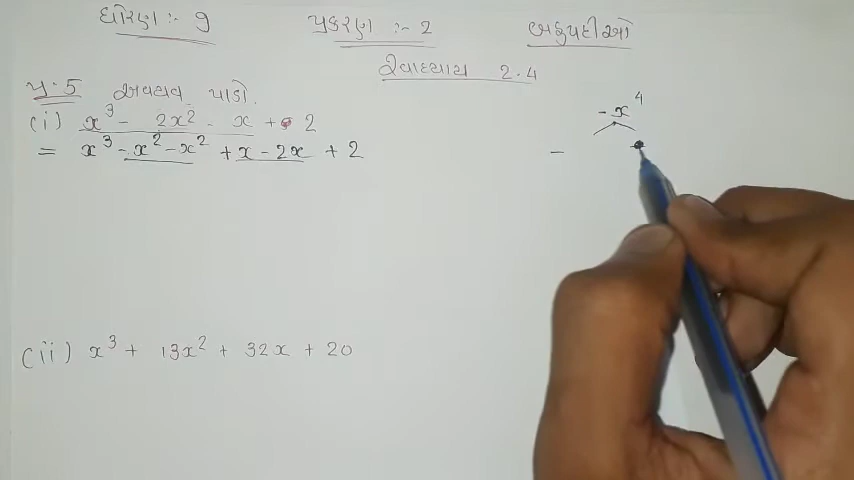 ધોરણ :- 9 પ્રકરણ :- 2 બહુપદીઓ
સ્વાધ્યાય 2.4
પ્ર.5 અવયવ પાડો.
(i) x³ - 2x² - x + 2
= x³ - x² - x² + x - 2x + 2
- x⁴
-
(ii) x³ + 13x² + 32x + 20